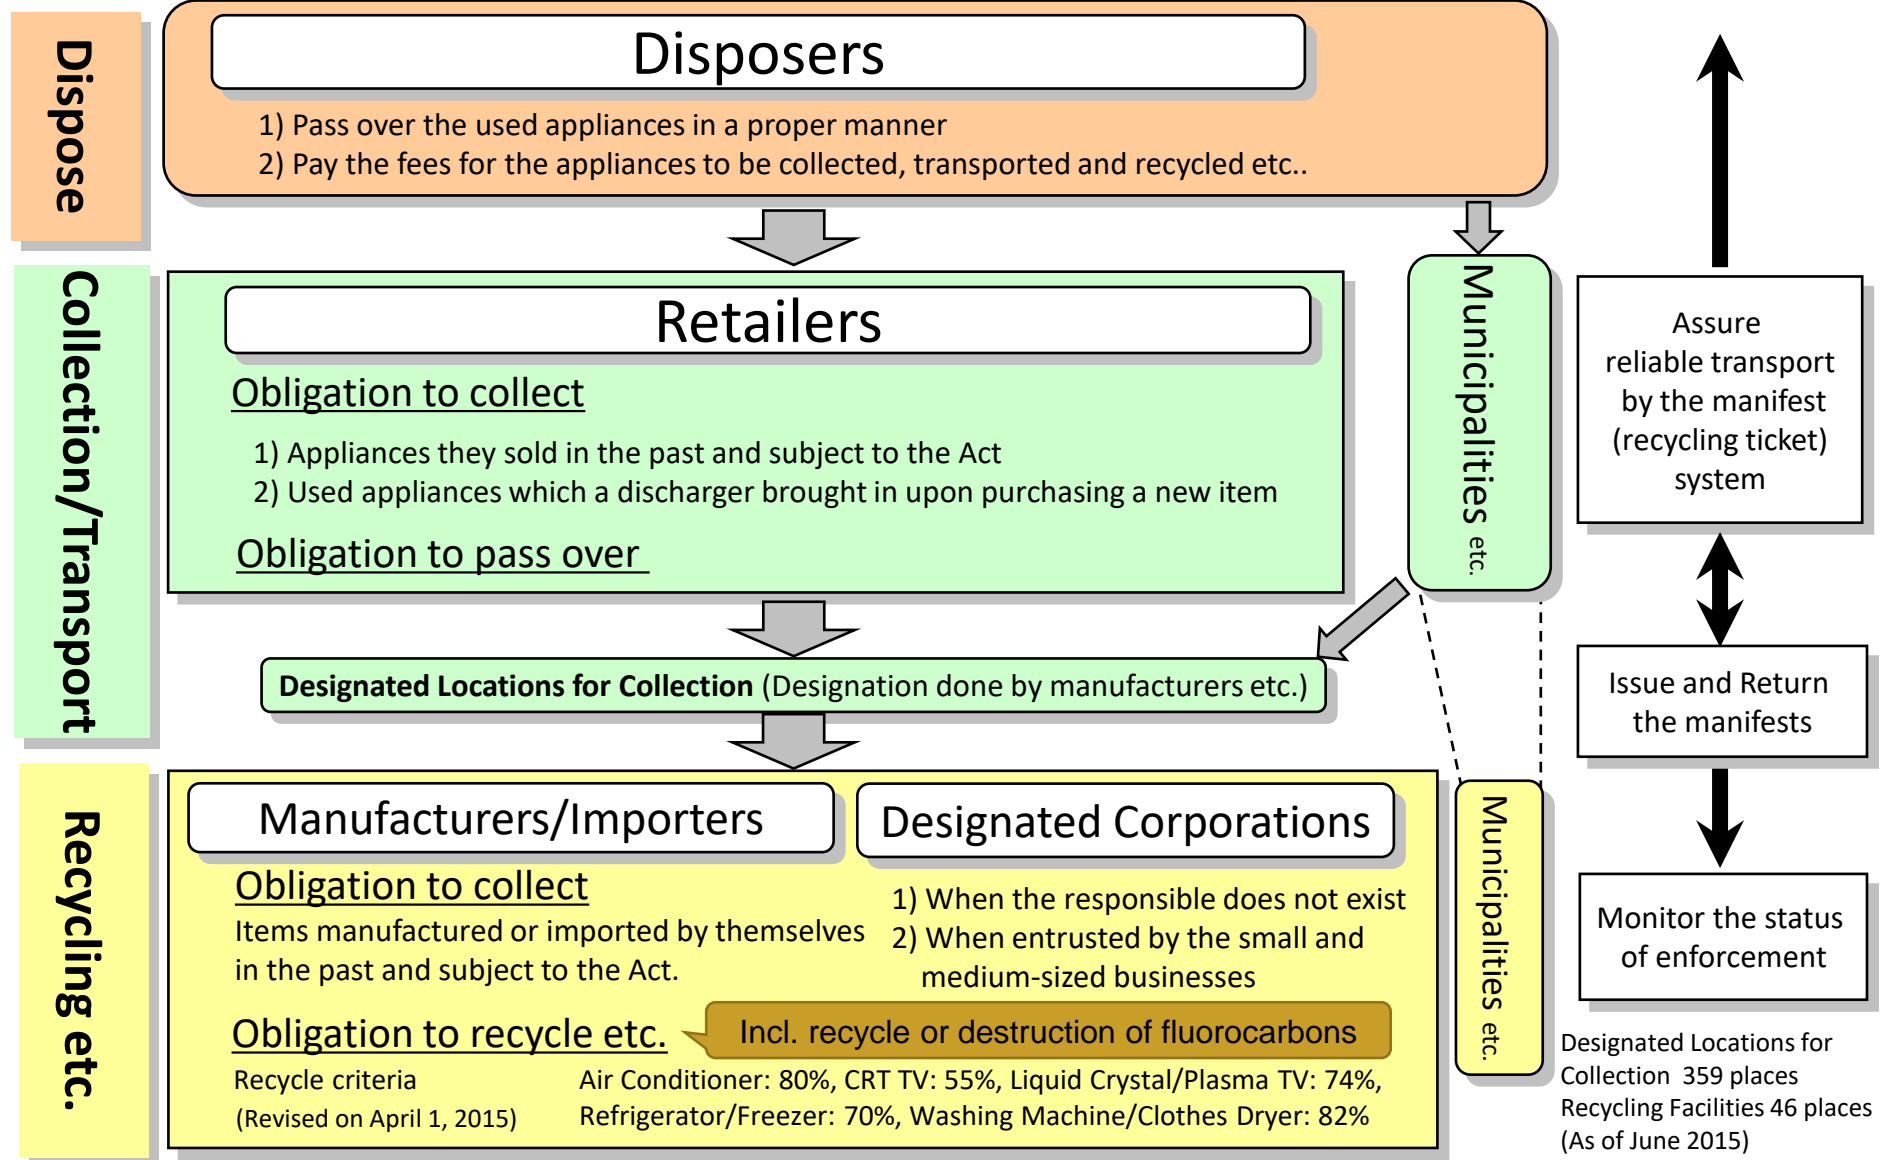 Dispose
Disposers
1) Pass over the used appliances in a proper manner
2) Pay the fees for the appliances to be collected, transported and recycled etc..
Collection/Transport
Retailers
Obligation to collect
1) Appliances they sold in the past and subject to the Act
2) Used appliances which a discharger brought in upon purchasing a new item
Obligation to pass over
Municipalities etc.
Designated Locations for Collection (Designation done by manufacturers etc.)
Recycling etc.
Manufacturers/Importers
Obligation to collect
Items manufactured or imported by themselves
in the past and subject to the Act.
Designated Corporations
1) When the responsible does not exist
2) When entrusted by the small and
medium-sized businesses
Obligation to recycle etc.
Incl. recycle or destruction of fluorocarbons
Recycle criteria
(Revised on April 1, 2015)
Air Conditioner: 80%, CRT TV: 55%, Liquid Crystal/Plasma TV: 74%,
Refrigerator/Freezer: 70%, Washing Machine/Clothes Dryer: 82%
Municipalities etc.
Assure
reliable transport
by the manifest
(recycling ticket)
system
Issue and Return
the manifests
Monitor the status
of enforcement
Designated Locations for
Collection 359 places
Recycling Facilities 46 places
(As of June 2015)